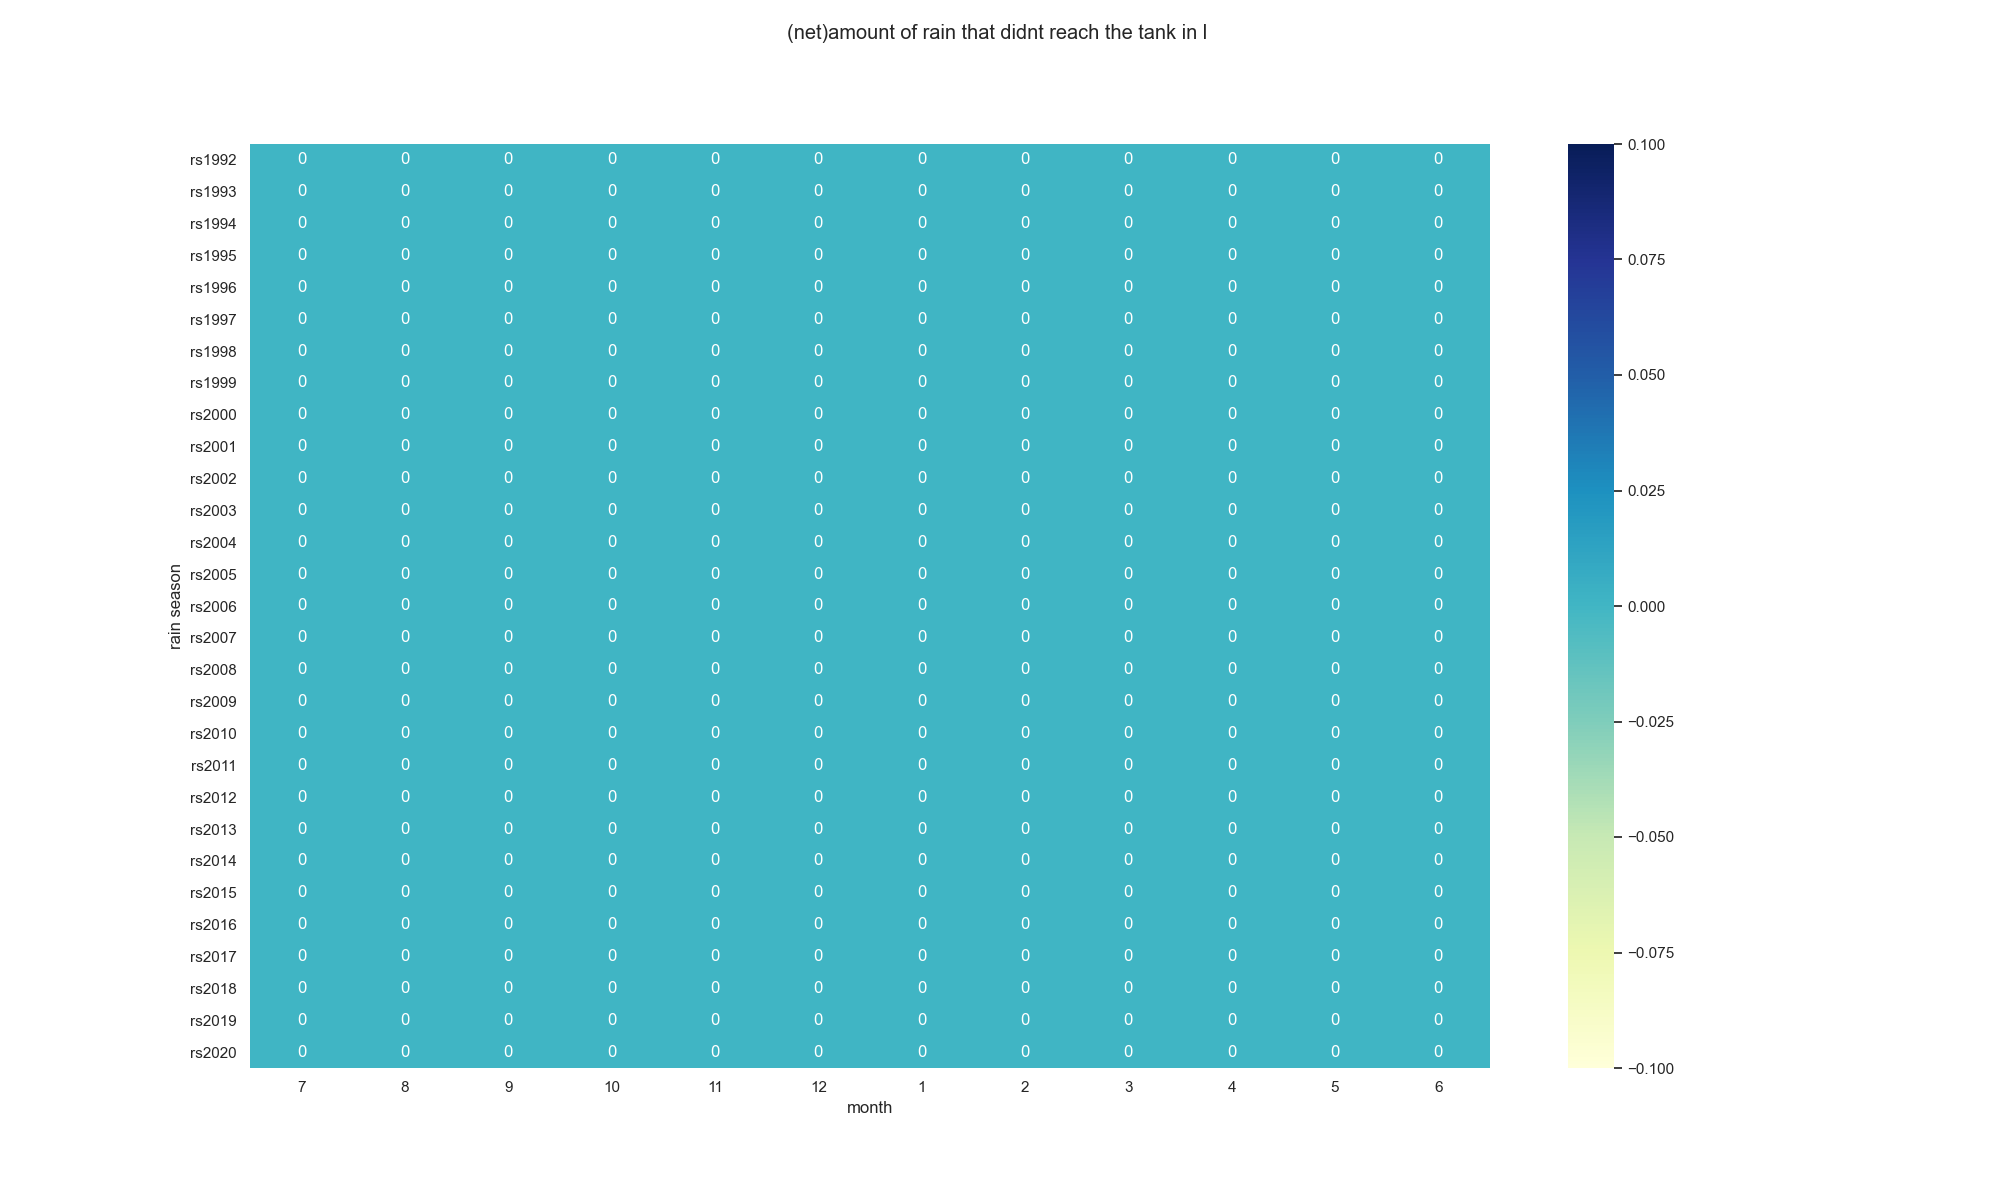 (net)amount of rain that didnt reach the tank in l
rs1992 0 0 0 0 0 0 0 0 0 0 0 0
rs1993 0 0 0 0 0 0 0 0 0 0 0 0
rs1994 0 0 0 0 0 0 0 0 0 0 0 0
rs1995 0 0 0 0 0 0 0 0 0 0 0 0
rs1996 0 0 0 0 0 0 0 0 0 0 0 0
rs1997 0 0 0 0 0 0 0 0 0 0 0 0
rs1998 0 0 0 0 0 0 0 0 0 0 0 0
rs1999 0 0 0 0 0 0 0 0 0 0 0 0
rs2000 0 0 0 0 0 0 0 0 0 0 0 0
rs2001 0 0 0 0 0 0 0 0 0 0 0 0
rs2002 0 0 0 0 0 0 0 0 0 0 0 0
rs2003 0 0 0 0 0 0 0 0 0 0 0 0
rs2004 0 0 0 0 0 0 0 0 0 0 0 0
rs2005 0 0 0 0 0 0 0 0 0 0 0 0
rs2006 0 0 0 0 0 0 0 0 0 0 0 0
rs2007 0 0 0 0 0 0 0 0 0 0 0 0
rs2008 0 0 0 0 0 0 0 0 0 0 0 0
rs2009 0 0 0 0 0 0 0 0 0 0 0 0
rs2010 0 0 0 0 0 0 0 0 0 0 0 0
rs2011 0 0 0 0 0 0 0 0 0 0 0 0
rs2012 0 0 0 0 0 0 0 0 0 0 0 0
rs2013 0 0 0 0 0 0 0 0 0 0 0 0
rs2014 0 0 0 0 0 0 0 0 0 0 0 0
rs2015 0 0 0 0 0 0 0 0 0 0 0 0
rs2016 0 0 0 0 0 0 0 0 0 0 0 0
rs2017 0 0 0 0 0 0 0 0 0 0 0 0
rs2018 0 0 0 0 0 0 0 0 0 0 0 0
rs2019 0 0 0 0 0 0 0 0 0 0 0 0
rs2020 0 0 0 0 0 0 0 0 0 0 0 0
7 8 9 10 11 12 1 2 3 4 5 6
month
rain season
0.100
0.075
0.050
0.025
0.000
−0.025
−0.050
−0.075
−0.100